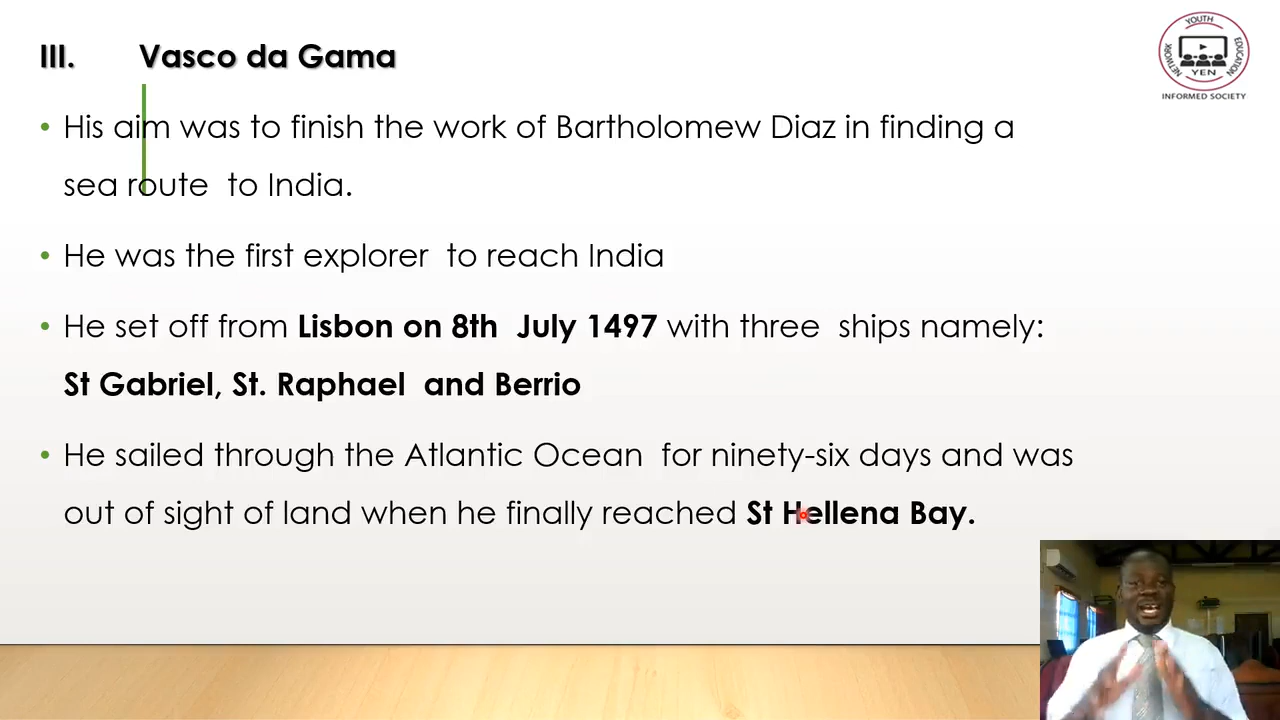 III. Vasco da Gama
• His aim was to finish the work of Bartholomew Diaz in finding a
sea route to India.
• He was the first explorer to reach India
• He set off from Lisbon on 8th July 1497 with three ships namely:
St Gabriel, St. Raphael and Berrio
• He sailed through the Atlantic Ocean for ninety-six days and was
out of sight of land when he finally reached St Hellena Bay.
YOUTH
EDUCATION
NETWORK
YEN
INFORMED SOCIETY